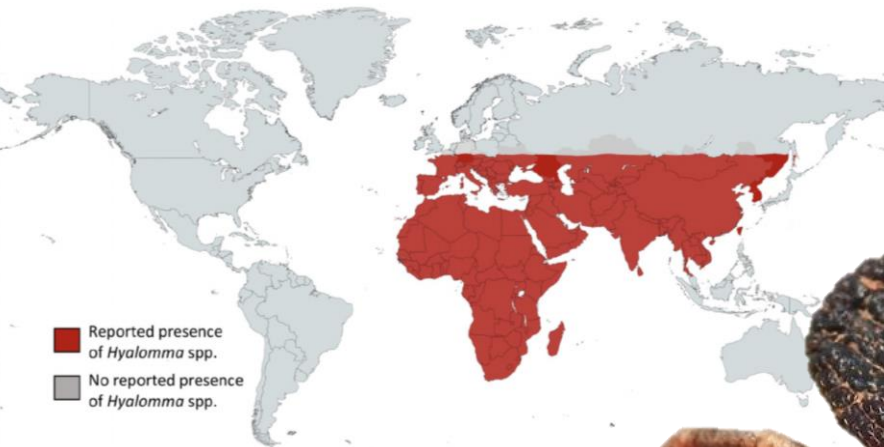 Reported presence
of Hyalomma spp.
No reported presence
of Hyalomma spp.